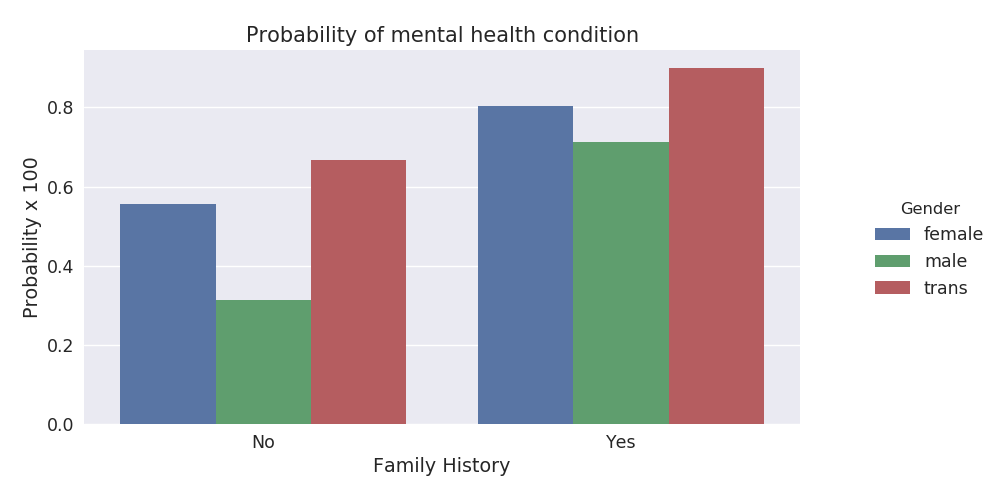 Probability of mental health condition
Probability x 100
0.8
0.6
0.4
0.2
0.0
No
Yes
Family History
Gender
female
male
trans